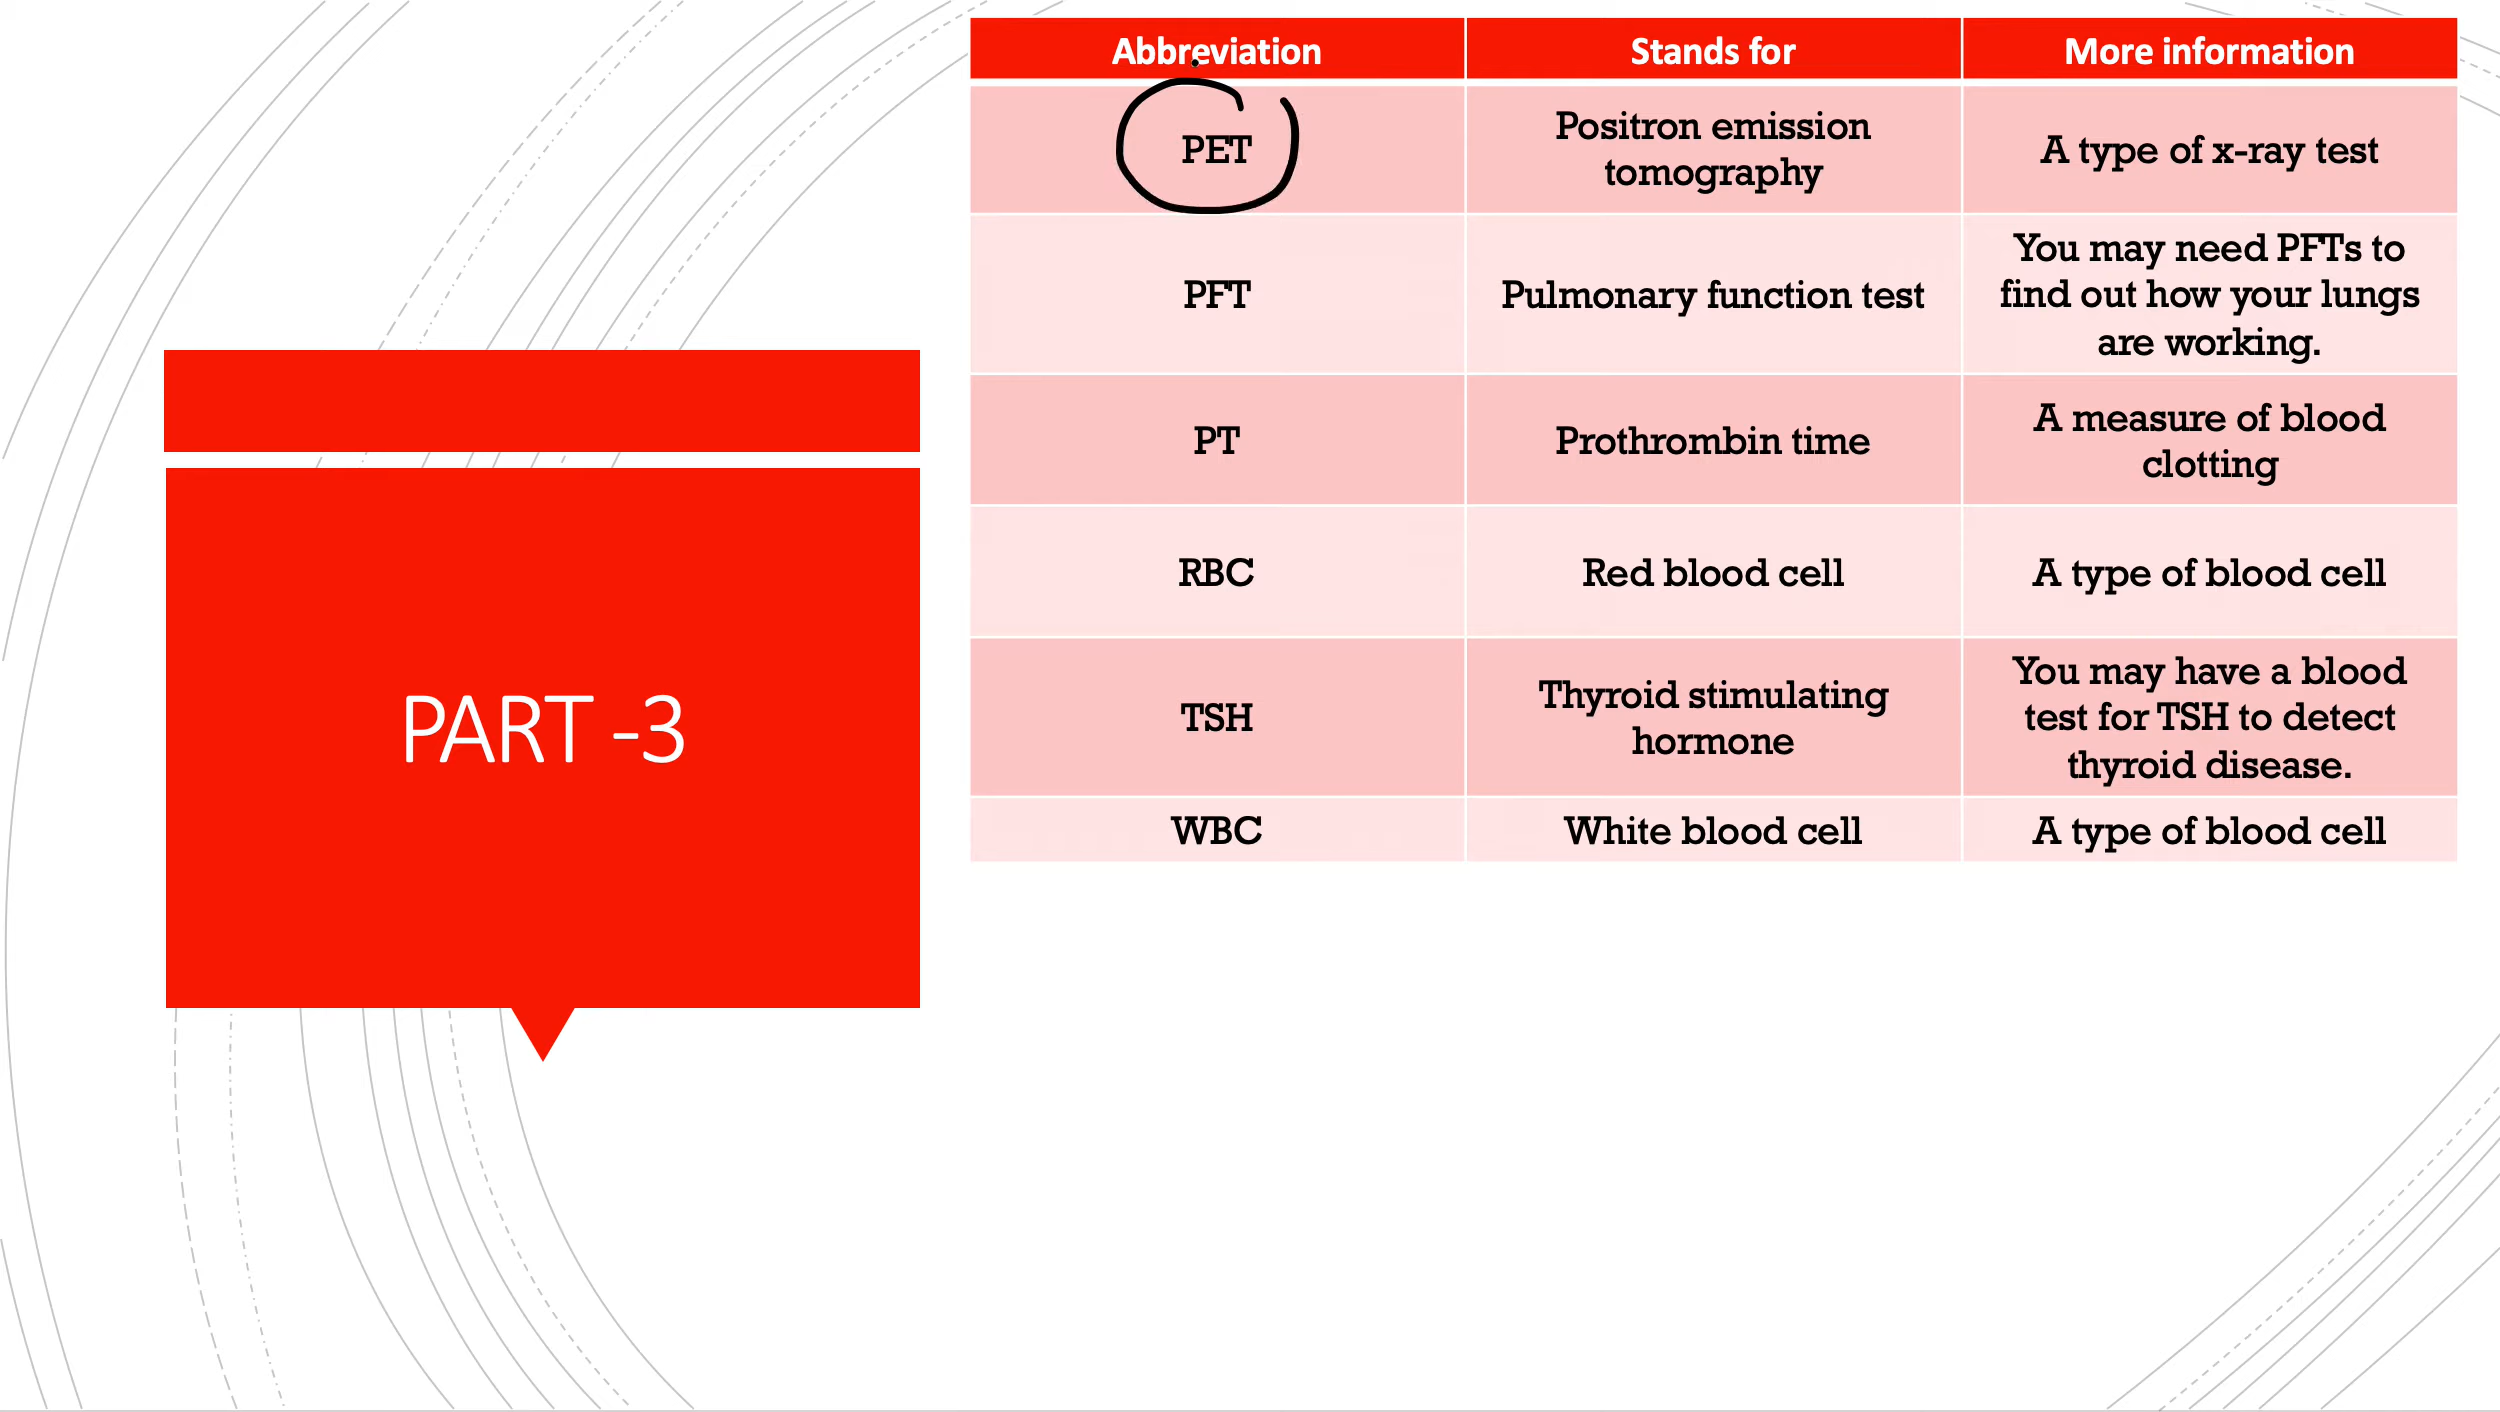 PART -3
Abbreviation Stands for More information
PET Positron emission tomography A type of x-ray test
PFT Pulmonary function test You may need PFTs to find out how your lungs are working.
PT Prothrombin time A measure of blood clotting
RBC Red blood cell A type of blood cell
TSH Thyroid stimulating hormone You may have a blood test for TSH to detect thyroid disease.
WBC White blood cell A type of blood cell